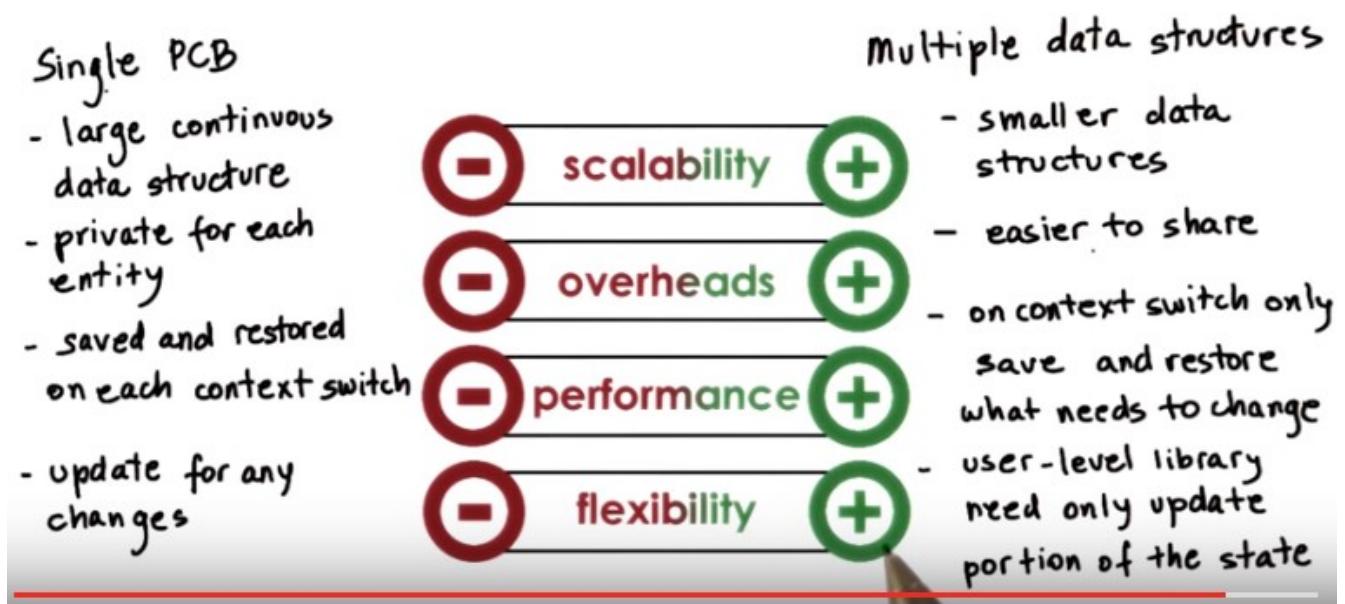 Single PCB
- large continuous
data structure
- private for each
entity
- saved and restored
on each context switch
- update for any
changes
scalability
overheads
performance
flexibility
Multiple data structures
- smaller data
structures
- easier to share
- on context switch only
save and restore
what needs to change
- user-level library
need only update
portion of the state